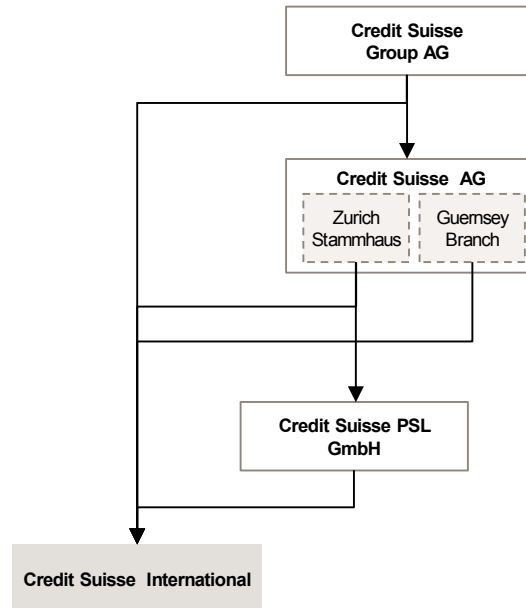 Credit Suisse
Group AG
Credit Suisse AG
Zurich
Stammhaus
Guernsey
Branch
Credit Suisse PSL
GmbH
Credit Suisse International